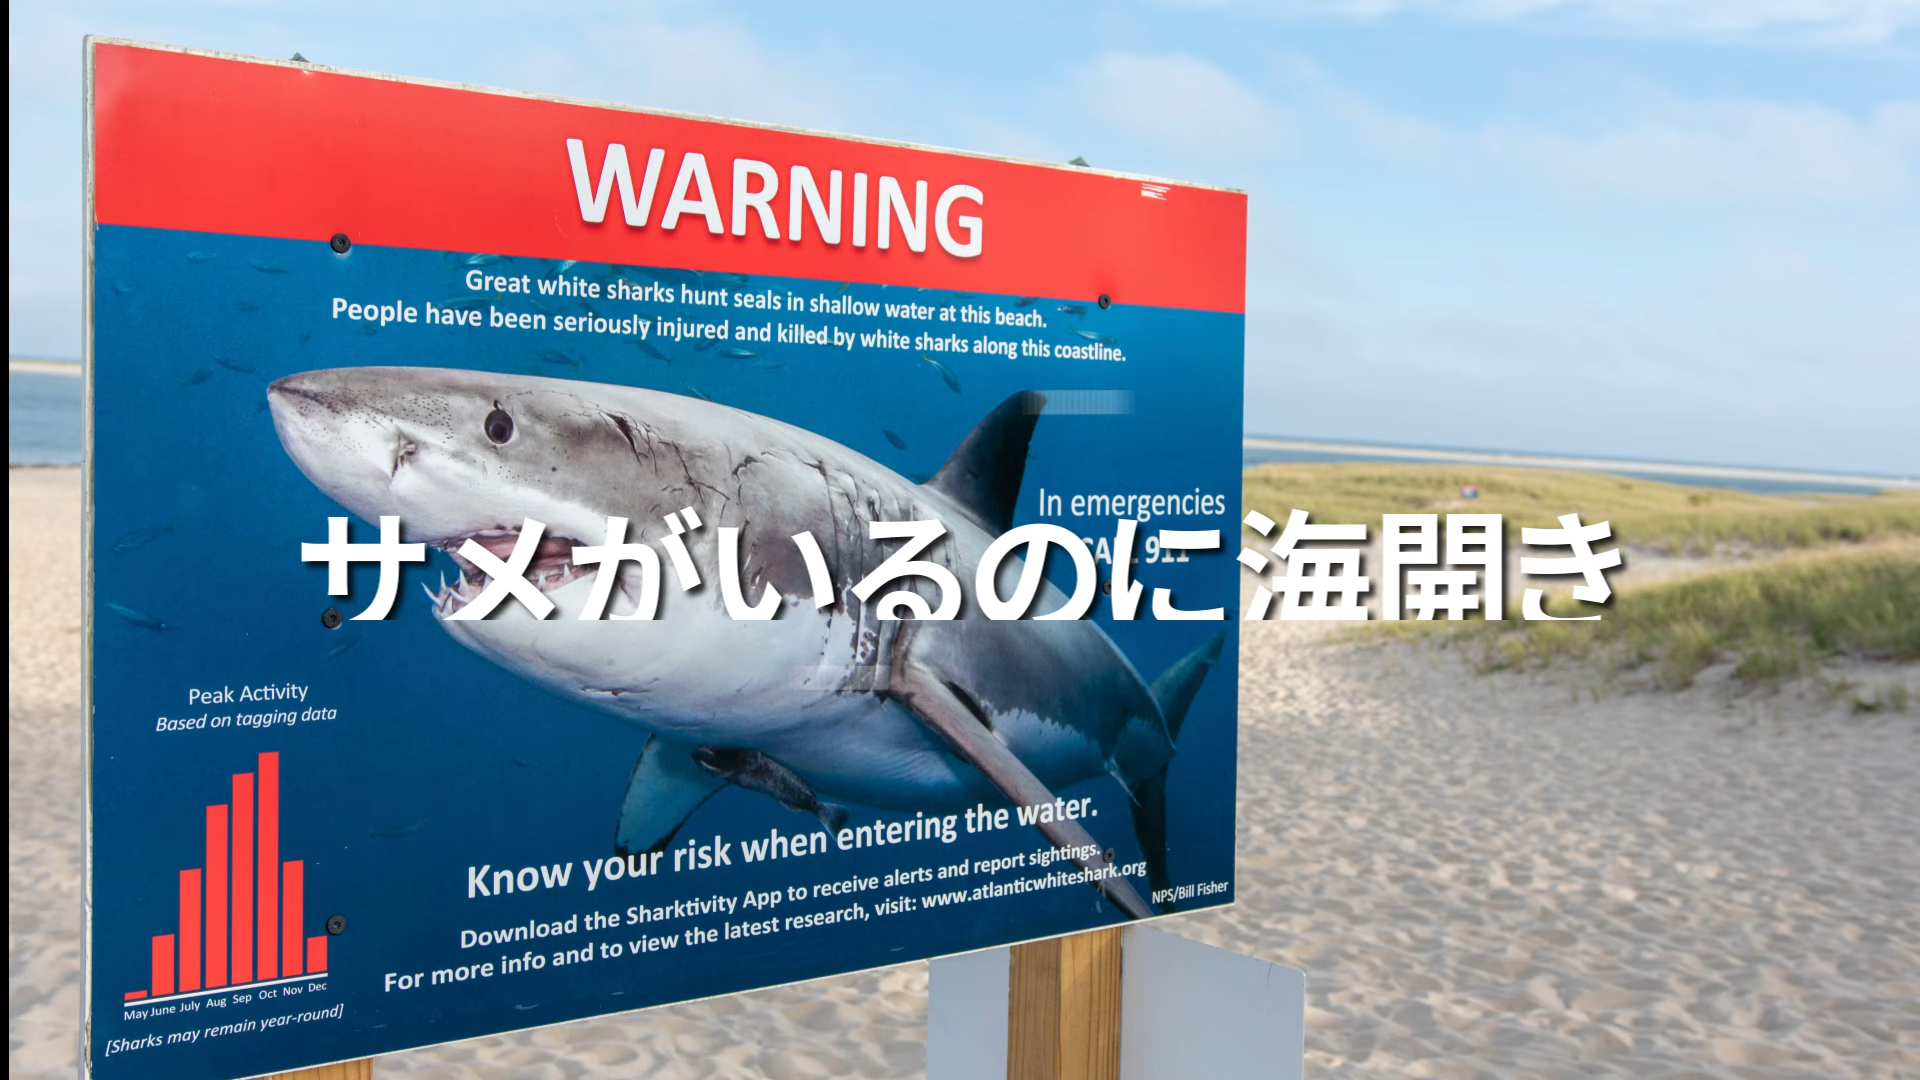 WARNING
Great white sharks hunt seals in shallow water at this beach.
People have been seriously injured and killed by white sharks along this coastline.
In emergencies
911
サメがいるのに海開き
Peak Activity
Based on tagging data
May June July Aug Sep Oct Nov Dec
[Sharks may remain year-round]
Know your risk when entering the water.
Download the Sharktivity App to receive alerts and report sightings.
For more info and to view the latest research, visit: www.atlanticwhiteshark.org
NPS/Bill Fisher